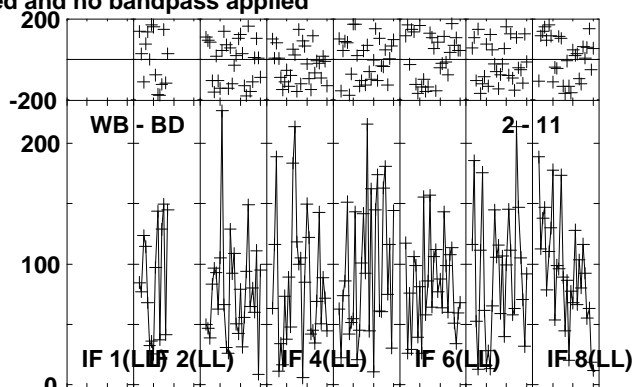 ed and no bandpass applied
200
-200
WB - BD 2 - 11
200
100
IF 1(LL) IF 2(LL) IF 4(LL) IF 6(LL) IF 8(LL)
0